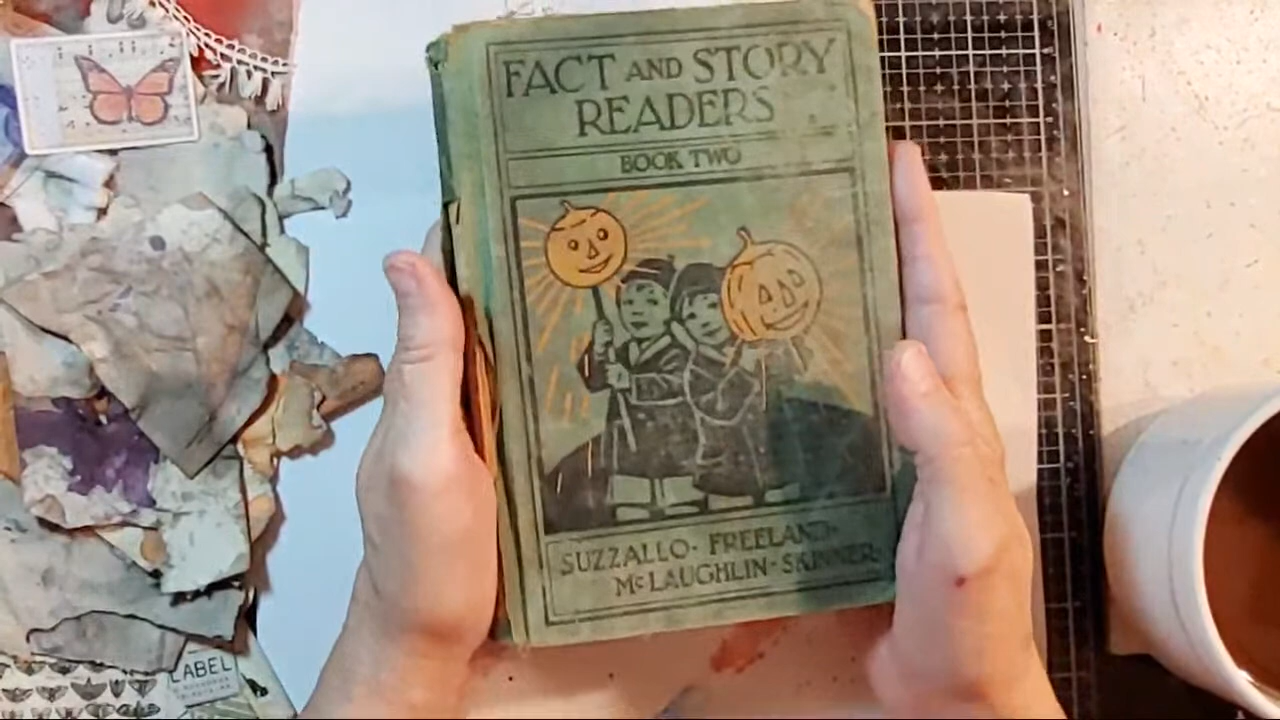 FACT AND STORY
READERS
BOOK TWO
SUZZALLO · FREELAND ·
McLAUGHLIN · SKINNER
LABEL